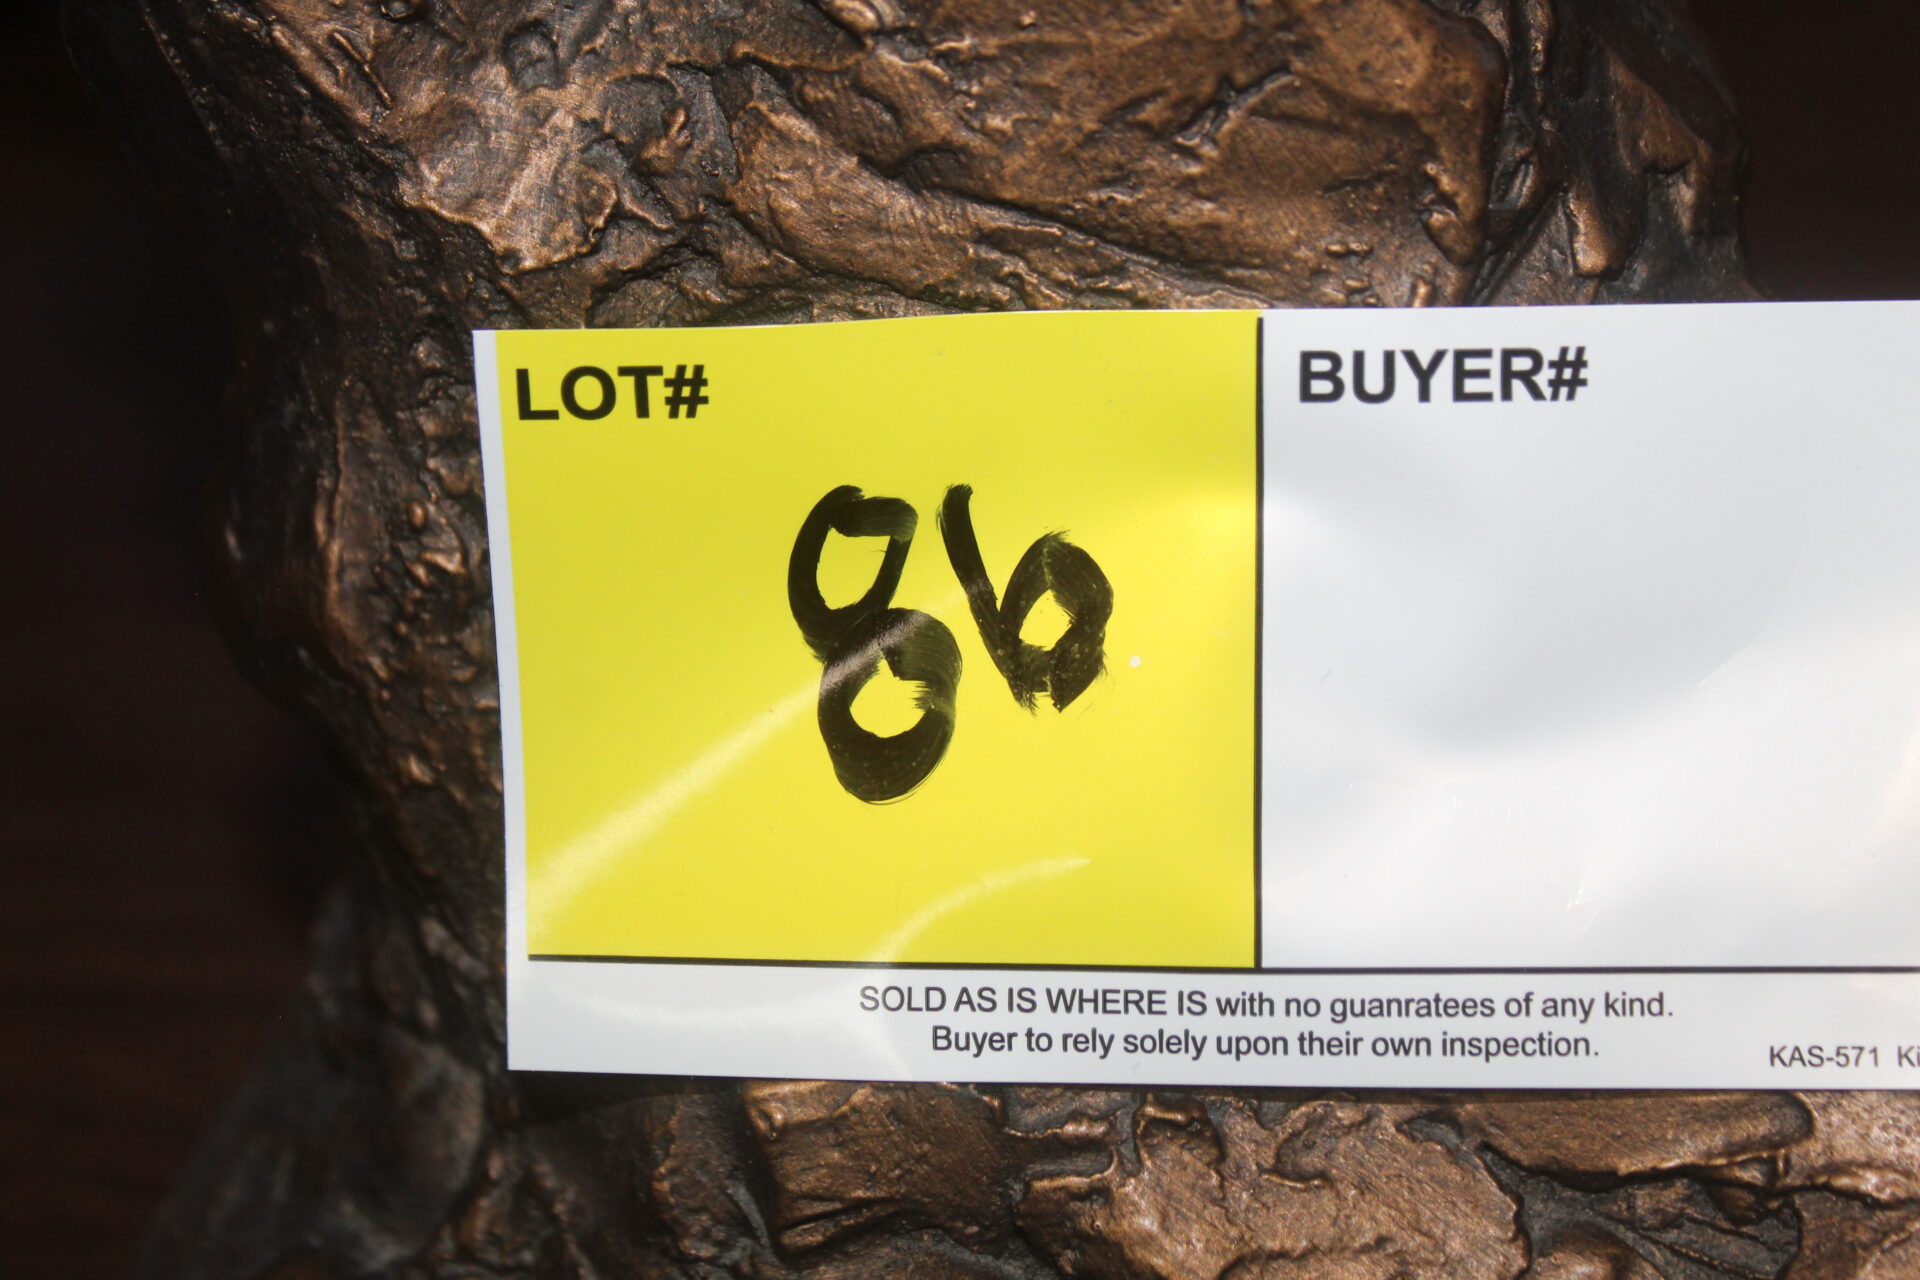 LOT#
BUYER#
86
SOLD AS IS WHERE IS with no guanratees of any kind.
Buyer to rely solely upon their own inspection.
KAS-571 Ki